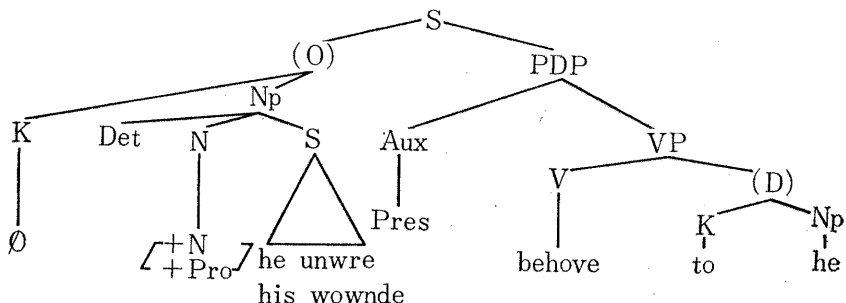 S
(O) PDP
Np
K Det N S Aux VP
V (D)
Pres K Np
∅ [+N
+Pro] he unwre behove to he
his wownde